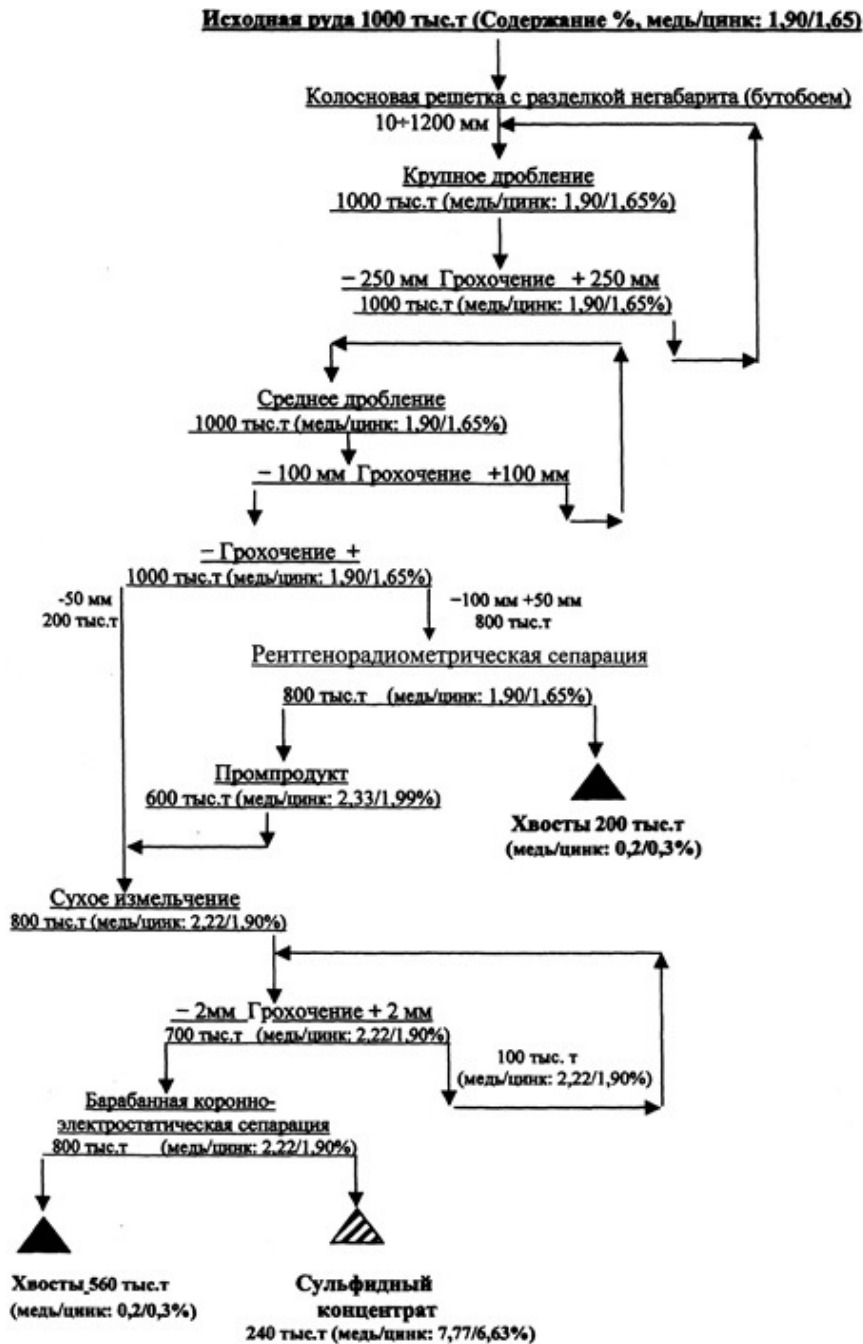 Исходная руда 1000 тыс.т (Содержание %, медь/цинк: 1,90/1,65)
Колосновая решетка с разделкой негабарита (бутобоем)
10÷1200 мм
Крупное дробление
1000 тыс.т (медь/цинк: 1,90/1,65%)
− 250 мм Грохочение + 250 мм
1000 тыс.т (медь/цинк: 1,90/1,65%)
Среднее дробление
1000 тыс.т (медь/цинк: 1,90/1,65%)
− 100 мм Грохочение +100 мм
− Грохочение +
1000 тыс.т (медь/цинк: 1,90/1,65%)
-50 мм
200 тыс.т
−100 мм +50 мм
800 тыс.т
Рентгенорадиометрическая сепарация
800 тыс.т (медь/цинк: 1,90/1,65%)
Промпродукт
600 тыс.т (медь/цинк: 2,33/1,99%)
Хвосты 200 тыс.т
(медь/цинк: 0,2/0,3%)
Сухое измельчение
800 тыс.т (медь/цинк: 2,22/1,90%)
− 2мм Грохочение + 2 мм
700 тыс.т (медь/цинк: 2,22/1,90%)
100 тыс. т
(медь/цинк: 2,22/1,90%)
Барабанная коронно-
электростатическая сепарация
800 тыс.т (медь/цинк: 2,22/1,90%)
Хвосты 560 тыс.т
(медь/цинк: 0,2/0,3%)
Сульфидный
концентрат
240 тыс.т (медь/цинк: 7,77/6,63%)